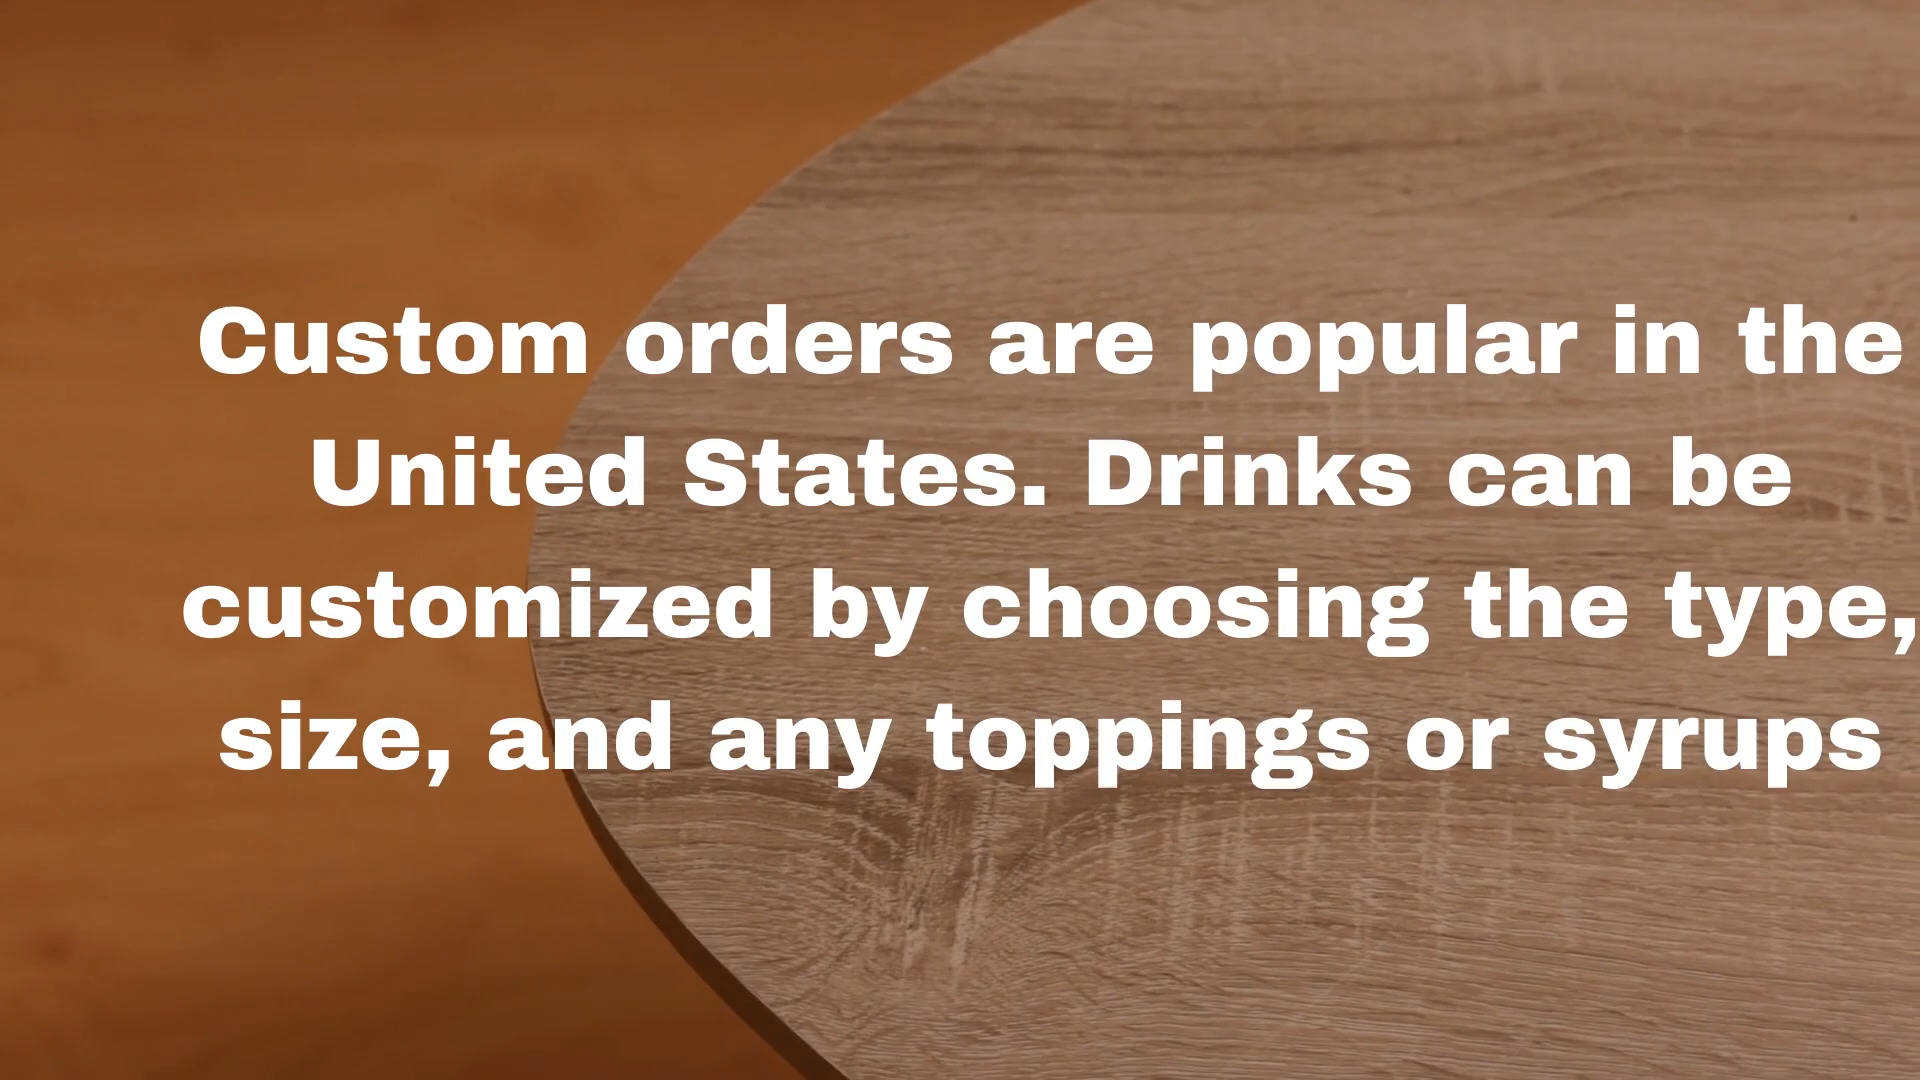 Custom orders are popular in the
United States. Drinks can be
customized by choosing the type,
size, and any toppings or syrups